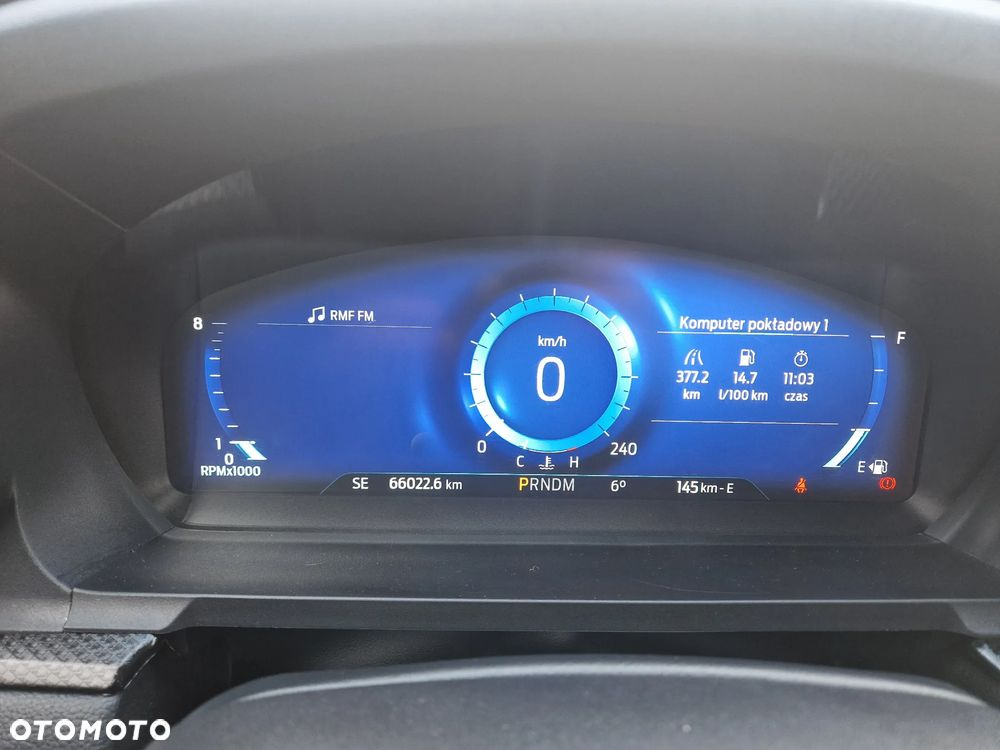 RMF FM
8
1
0
RPMx1000
km/h
0
0
240
C H
Komputer pokładowy 1
377.2 14.7 11:03
km l/100 km czas
F
E
SE 66022.6 km PRNDM 6° 145 km - E
OTOMOTO